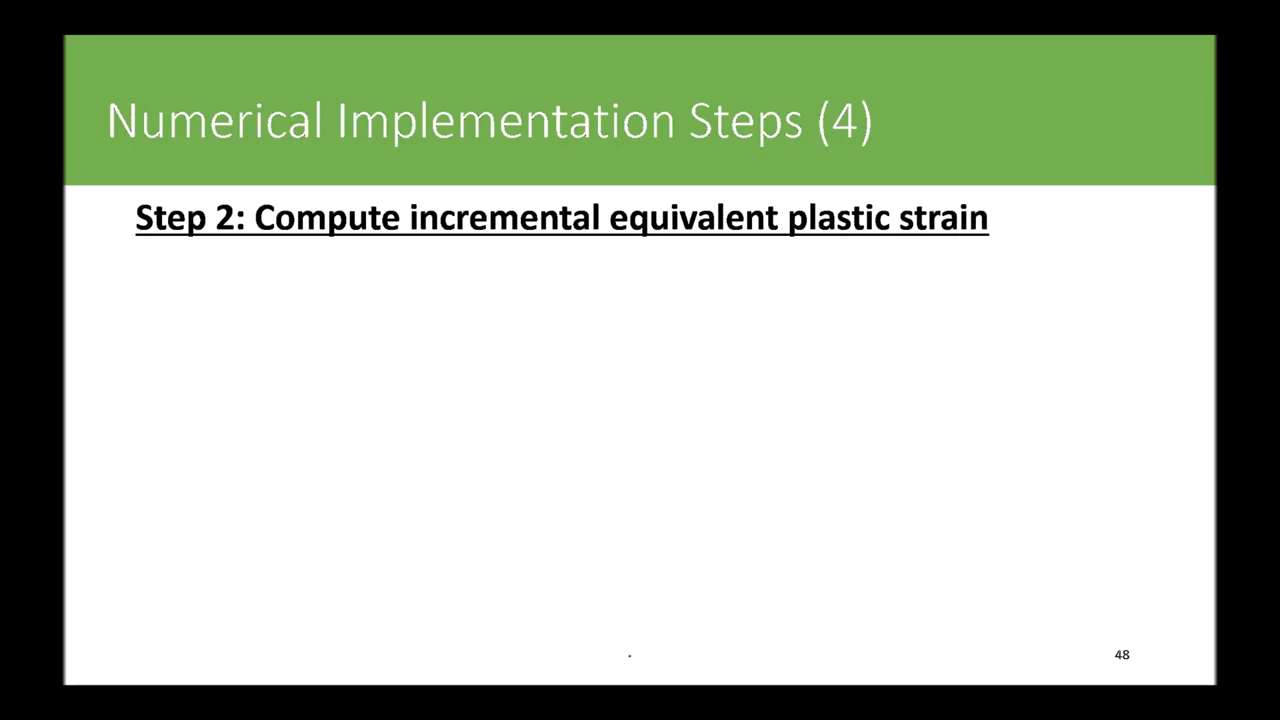 Numerical Implementation Steps (4)
Step 2: Compute incremental equivalent plastic strain
48